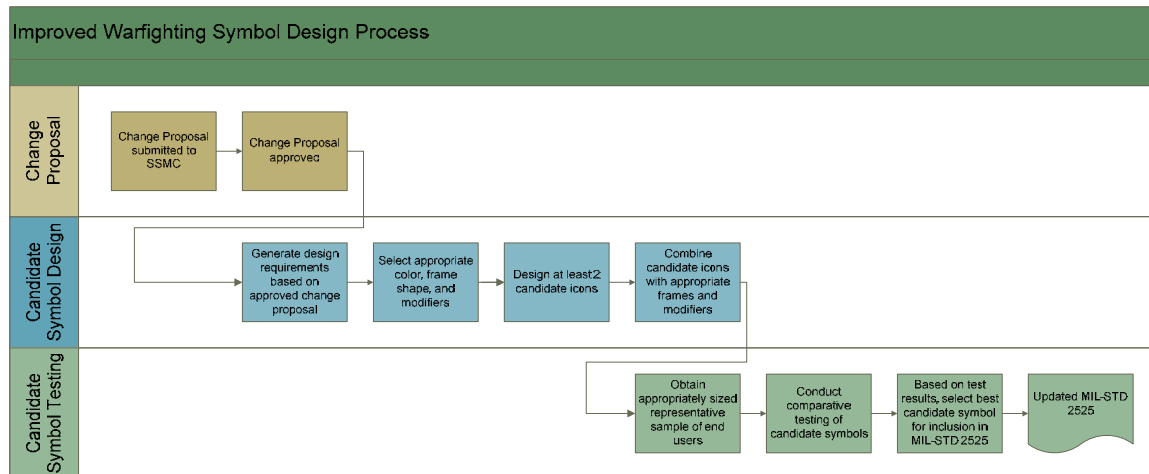 Improved Warfighting Symbol Design Process
Change
Proposal
Change Proposal
submitted to
SSMC
Change Proposal
approved
Candidate
Symbol Design
Generate design
requirements
based on
approved change
proposal
Select appropriate
color, frame
shape, and
modifiers
Design at least 2
candidate icons
Combine
candidate icons
with appropriate
frames and
modifiers
Candidate
Symbol Testing
Obtain
appropriately sized
representative
sample of end
users
Conduct
comparative
testing of
candidate symbols
Based on test
results, select best
candidate symbol
for inclusion in
MIL-STD 2525
Updated MIL-STD
2525